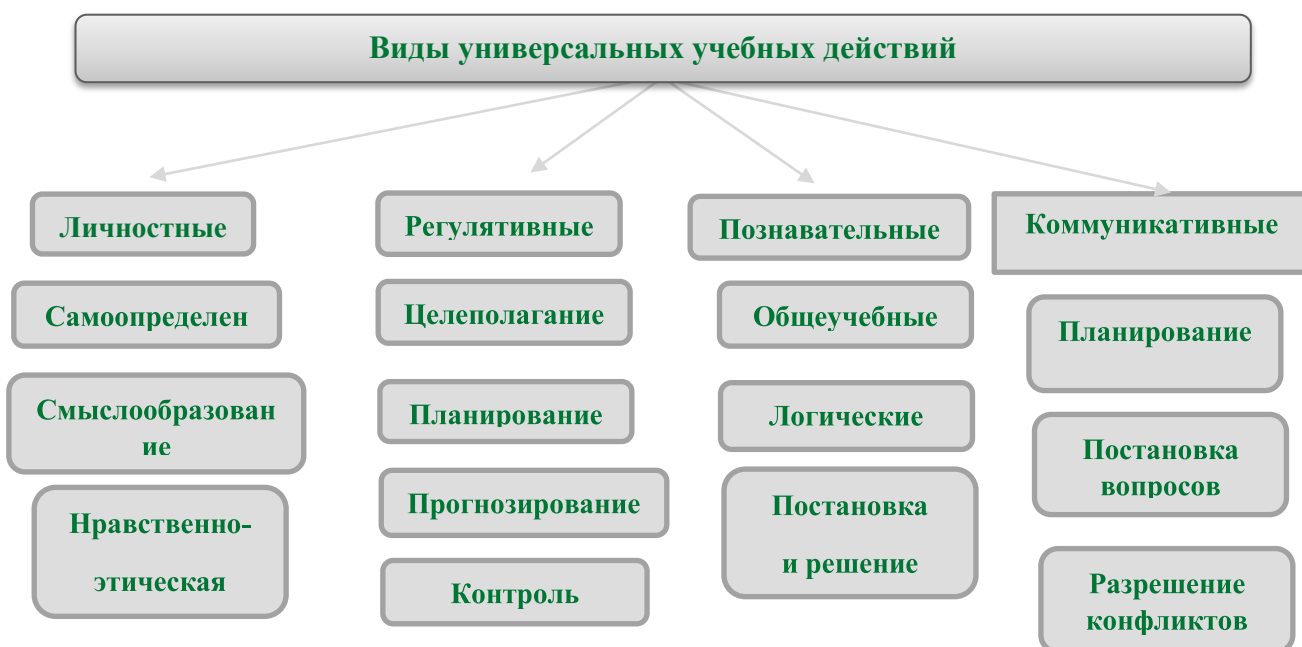 Виды универсальных учебных действий
Личностные
Регулятивные
Познавательные
Коммуникативные
Самоопределен
Целеполагание
Общеучебные
Планирование
Смыслообразован
ие
Планирование
Логические
Постановка
вопросов
Нравственно-
этическая
Прогнозирование
Постановка
и решение
Контроль
Разрешение
конфликтов